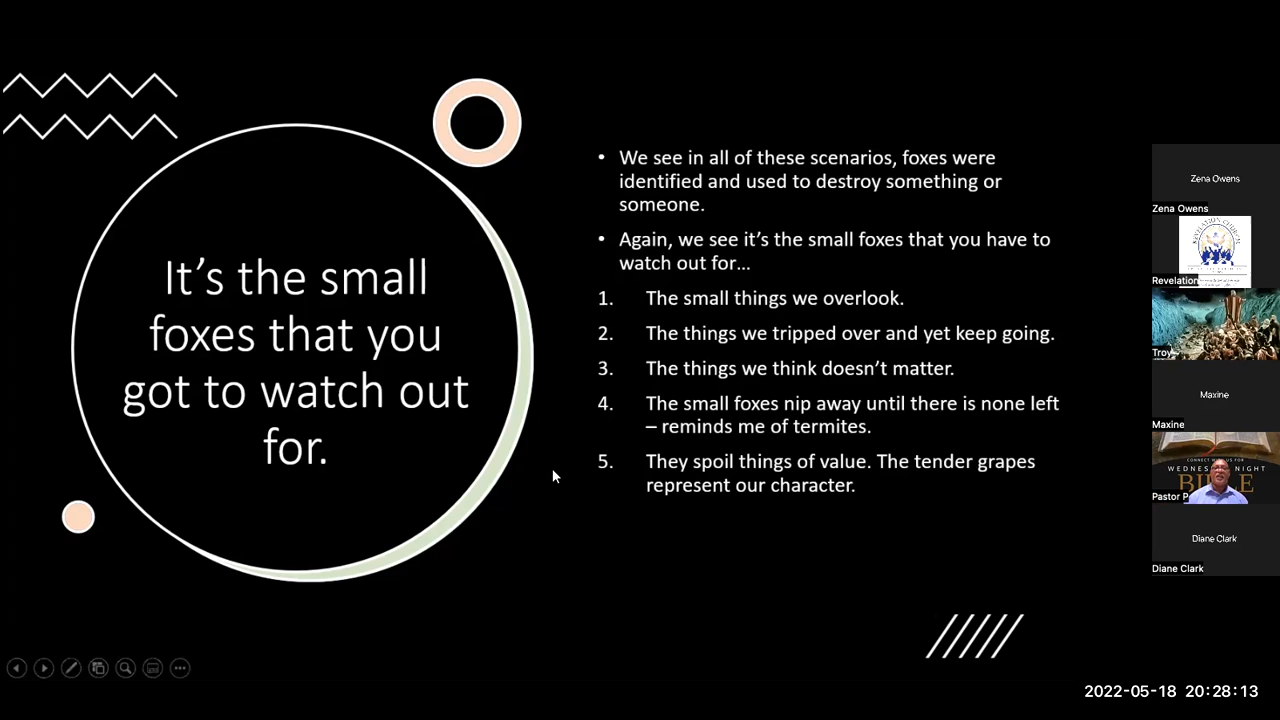 It's the small
foxes that you
got to watch out
for.
• We see in all of these scenarios, foxes were
identified and used to destroy something or
someone.
• Again, we see it's the small foxes that you have to
watch out for...
1. The small things we overlook.
2. The things we tripped over and yet keep going.
3. The things we think doesn't matter.
4. The small foxes nip away until there is none left
– reminds me of termites.
5. They spoil things of value. The tender grapes
represent our character.
Zena Owens
Zena Owens
REVELATION CHURCH
Revelation
Troy
Maxine
Maxine
CONNECT WITH US FOR
WEDNESDAY NIGHT
BIBLE
Pastor P
Diane Clark
Diane Clark
2022-05-18 20:28:13